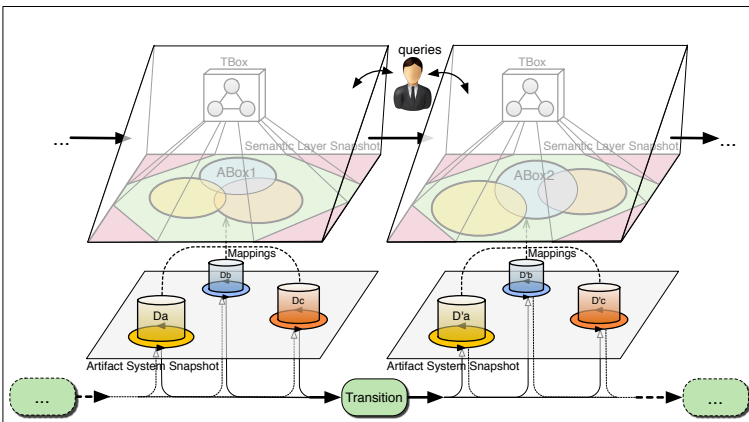 queries
TBox
TBox
...
Semantic Layer Snapshot
Semantic Layer Snapshot
...
ABox1
ABox2
Mappings
Mappings
Db
D'b
Da
Dc
D'a
D'c
Artifact System Snapshot
Artifact System Snapshot
...
Transition
...